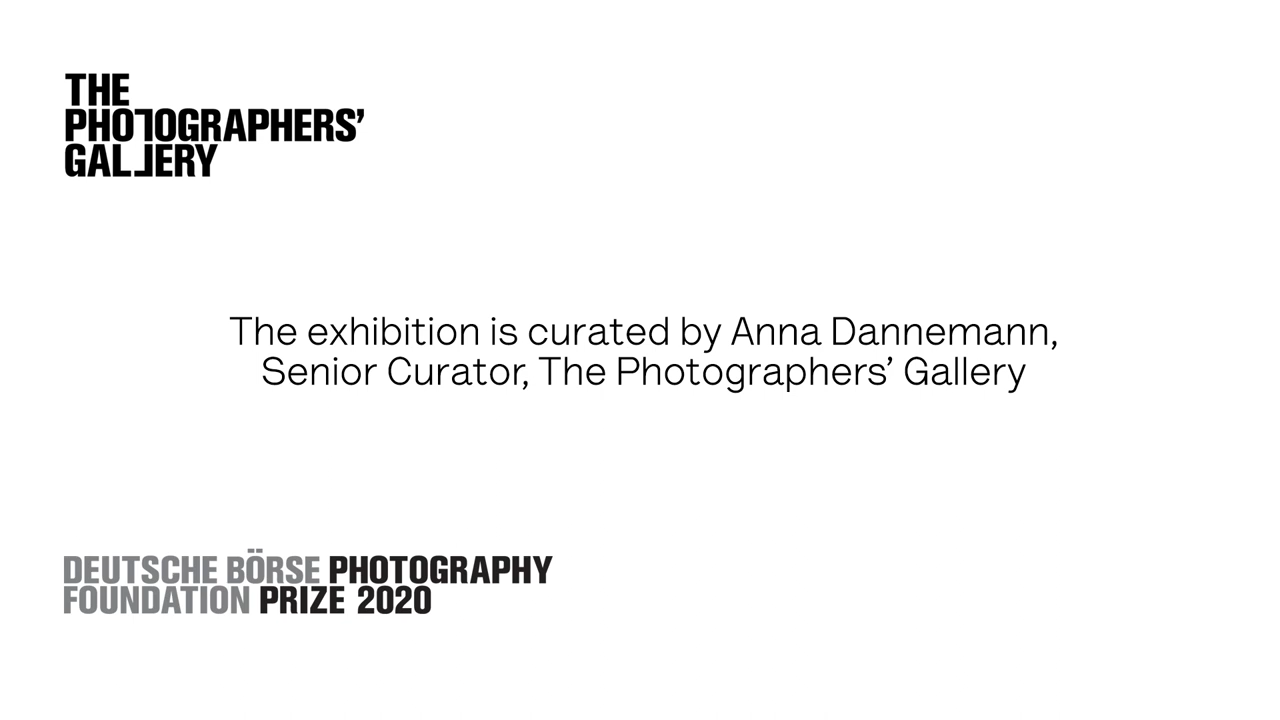 THE
PHOTOGRAPHERS’
GALLERY
The exhibition is curated by Anna Dannemann,
Senior Curator, The Photographers’ Gallery
DEUTSCHE BÖRSE PHOTOGRAPHY
FOUNDATION PRIZE 2020